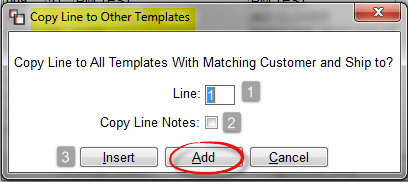 Copy Line to Other Templates
Copy Line to All Templates With Matching Customer and Ship to?
Line: 1 1
Copy Line Notes: 2
3 Insert Add Cancel